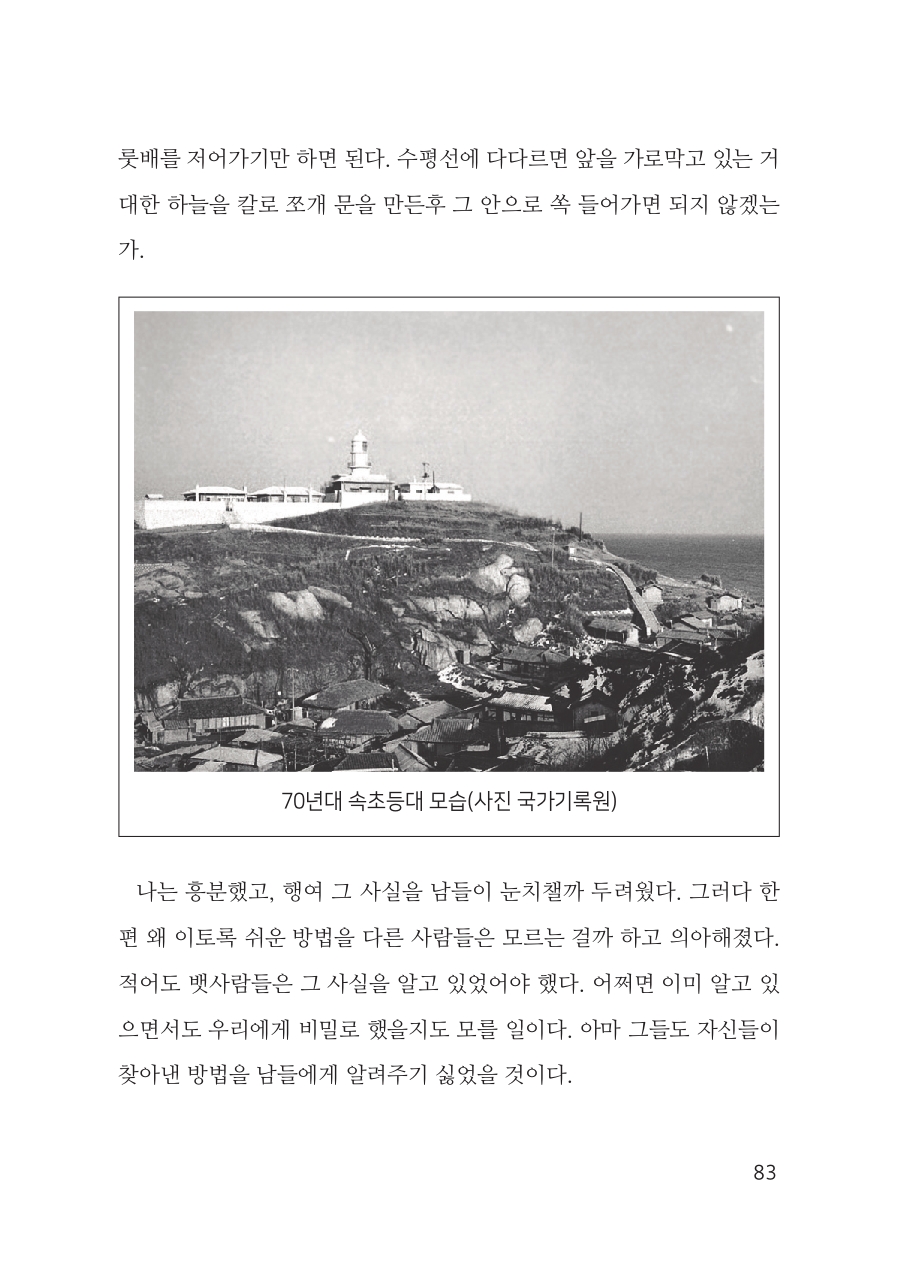 룻배를 저어가기만 하면 된다. 수평선에 다다르면 앞을 가로막고 있는 거
대한 하늘을 칼로 쪼개 문을 만든후 그 안으로 쏙 들어가면 되지 않겠는
가.
70년대 속초등대 모습(사진 국가기록원)
나는 흥분했고, 행여 그 사실을 남들이 눈치챌까 두려웠다. 그러다 한
편 왜 이토록 쉬운 방법을 다른 사람들은 모르는 걸까 하고 의아해졌다.
적어도 뱃사람들은 그 사실을 알고 있었어야 했다. 어쩌면 이미 알고 있
으면서도 우리에게 비밀로 했을지도 모를 일이다. 아마 그들도 자신들이
찾아낸 방법을 남들에게 알려주기 싫었을 것이다.
83